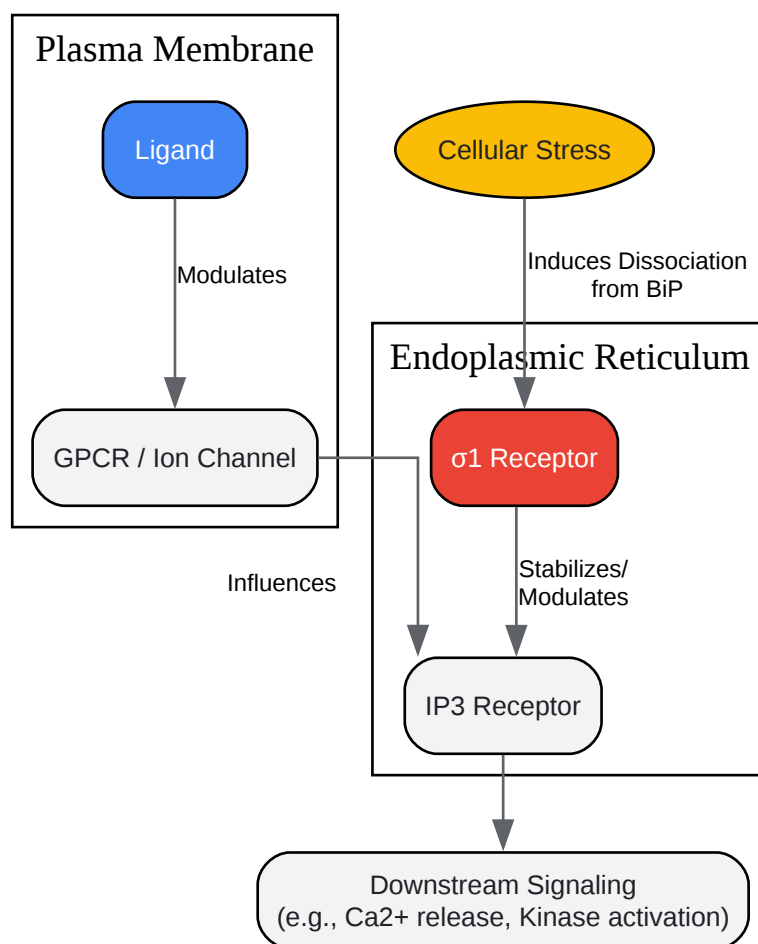 Plasma Membrane
Ligand
Cellular Stress
Modulates
Induces Dissociation
from BiP
Endoplasmic Reticulum
GPCR / Ion Channel
σ1 Receptor
Influences
Stabilizes/
Modulates
IP3 Receptor
Downstream Signaling
(e.g., Ca2+ release, Kinase activation)